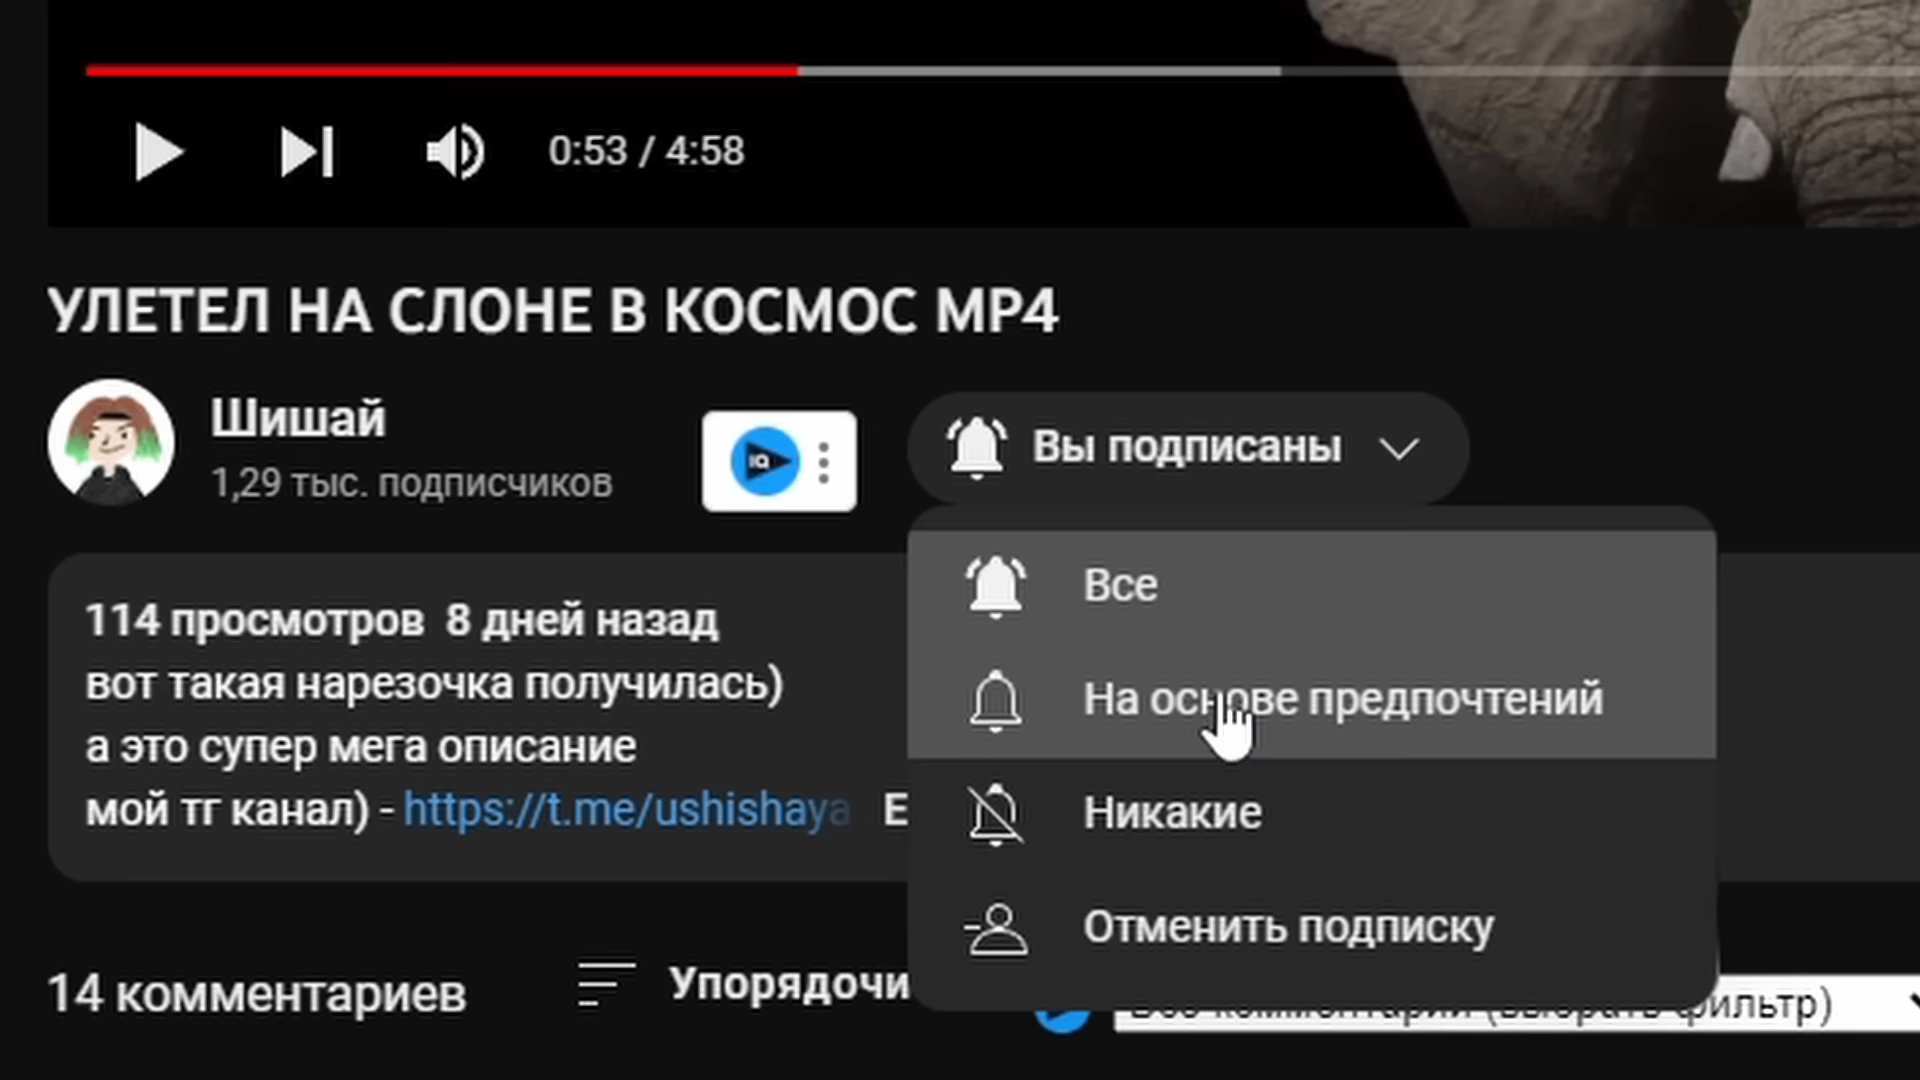 0:53 / 4:58
УЛЕТЕЛ НА СЛОНЕ В КОСМОС MP4
Шишай
1,29 тыс. подписчиков
IQ
Вы подписаны
114 просмотров 8 дней назад
вот такая нарезочка получилась)
а это супер мега описание
мой тг канал) - https://t.me/ushishaya
Все
На основе предпочтений
Никакие
Отменить подписку
14 комментариев